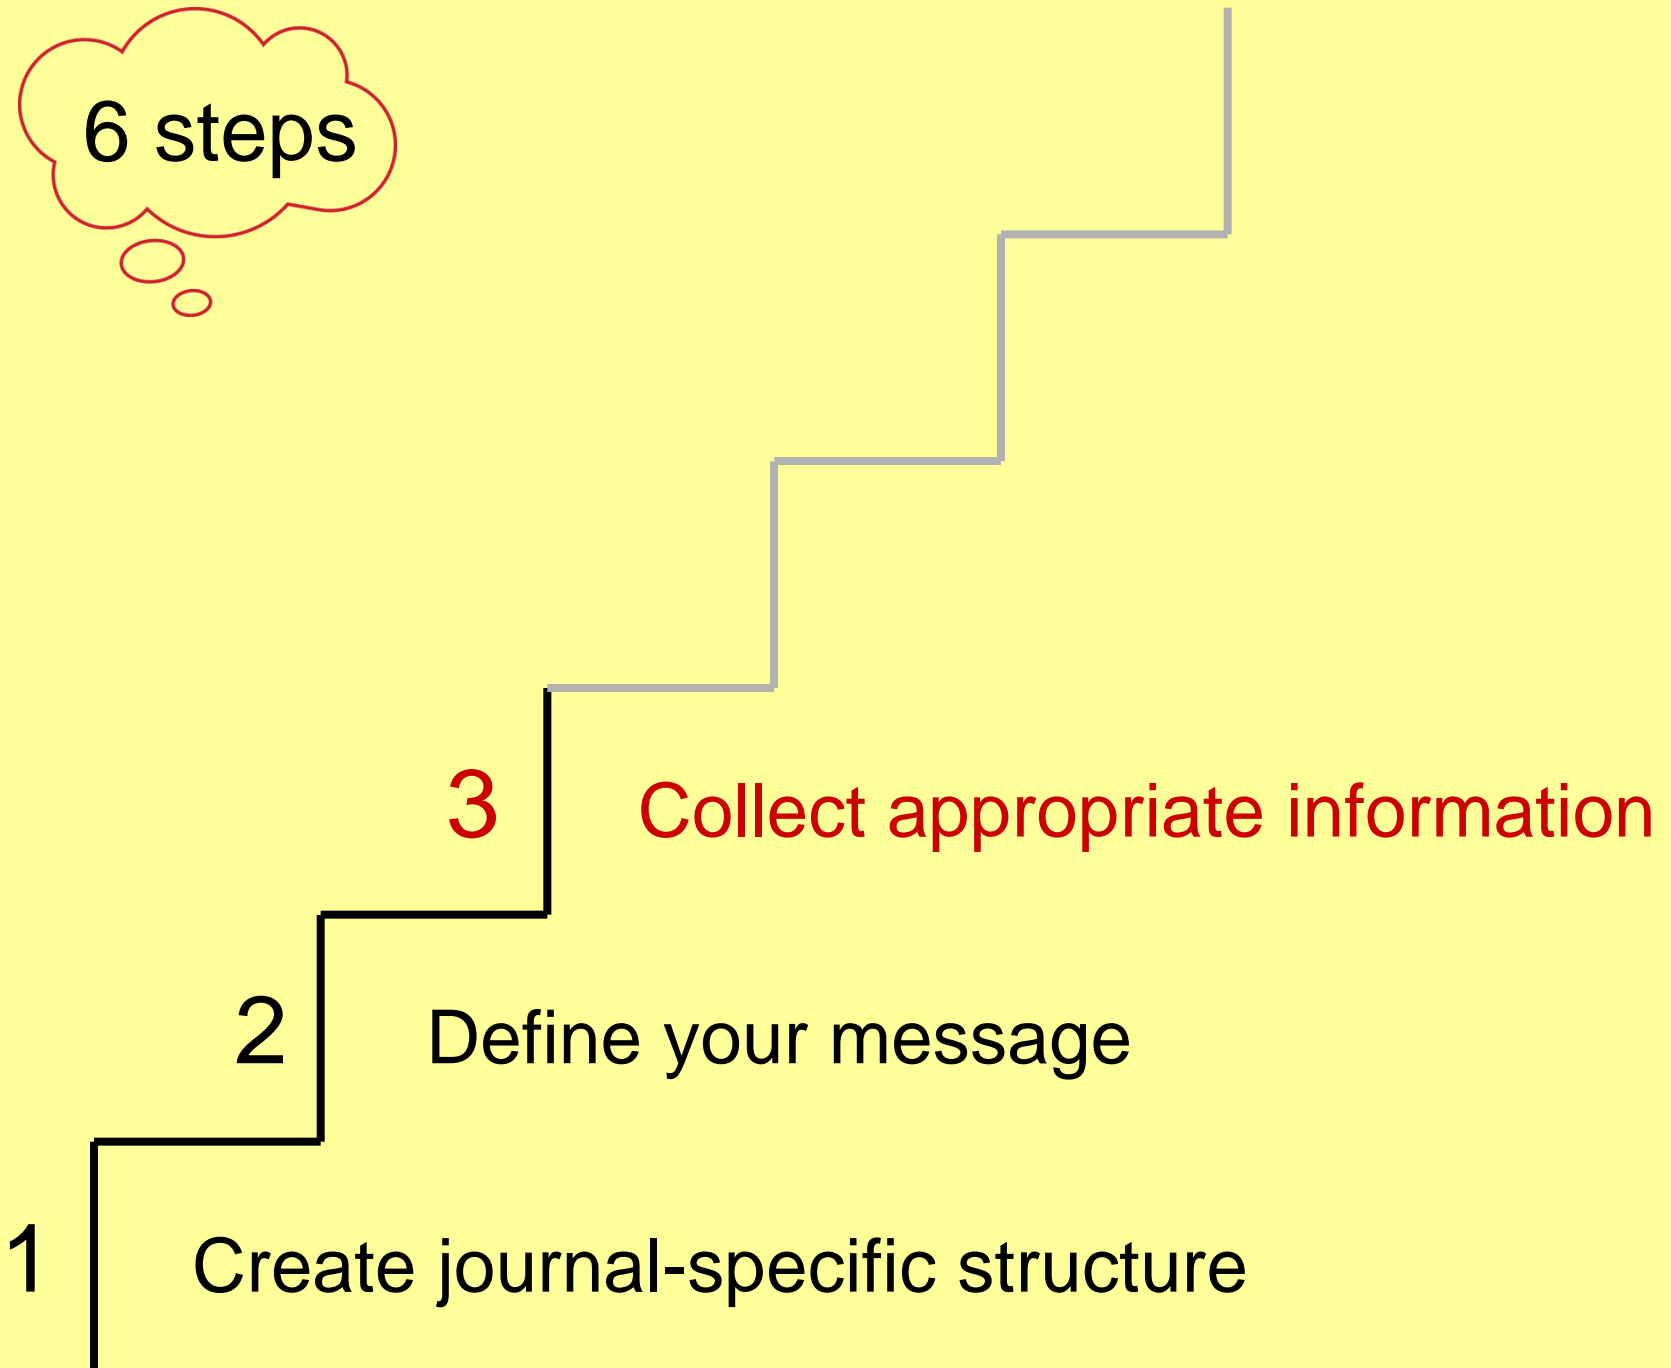 6 steps
3 Collect appropriate information
2 Define your message
1 Create journal-specific structure